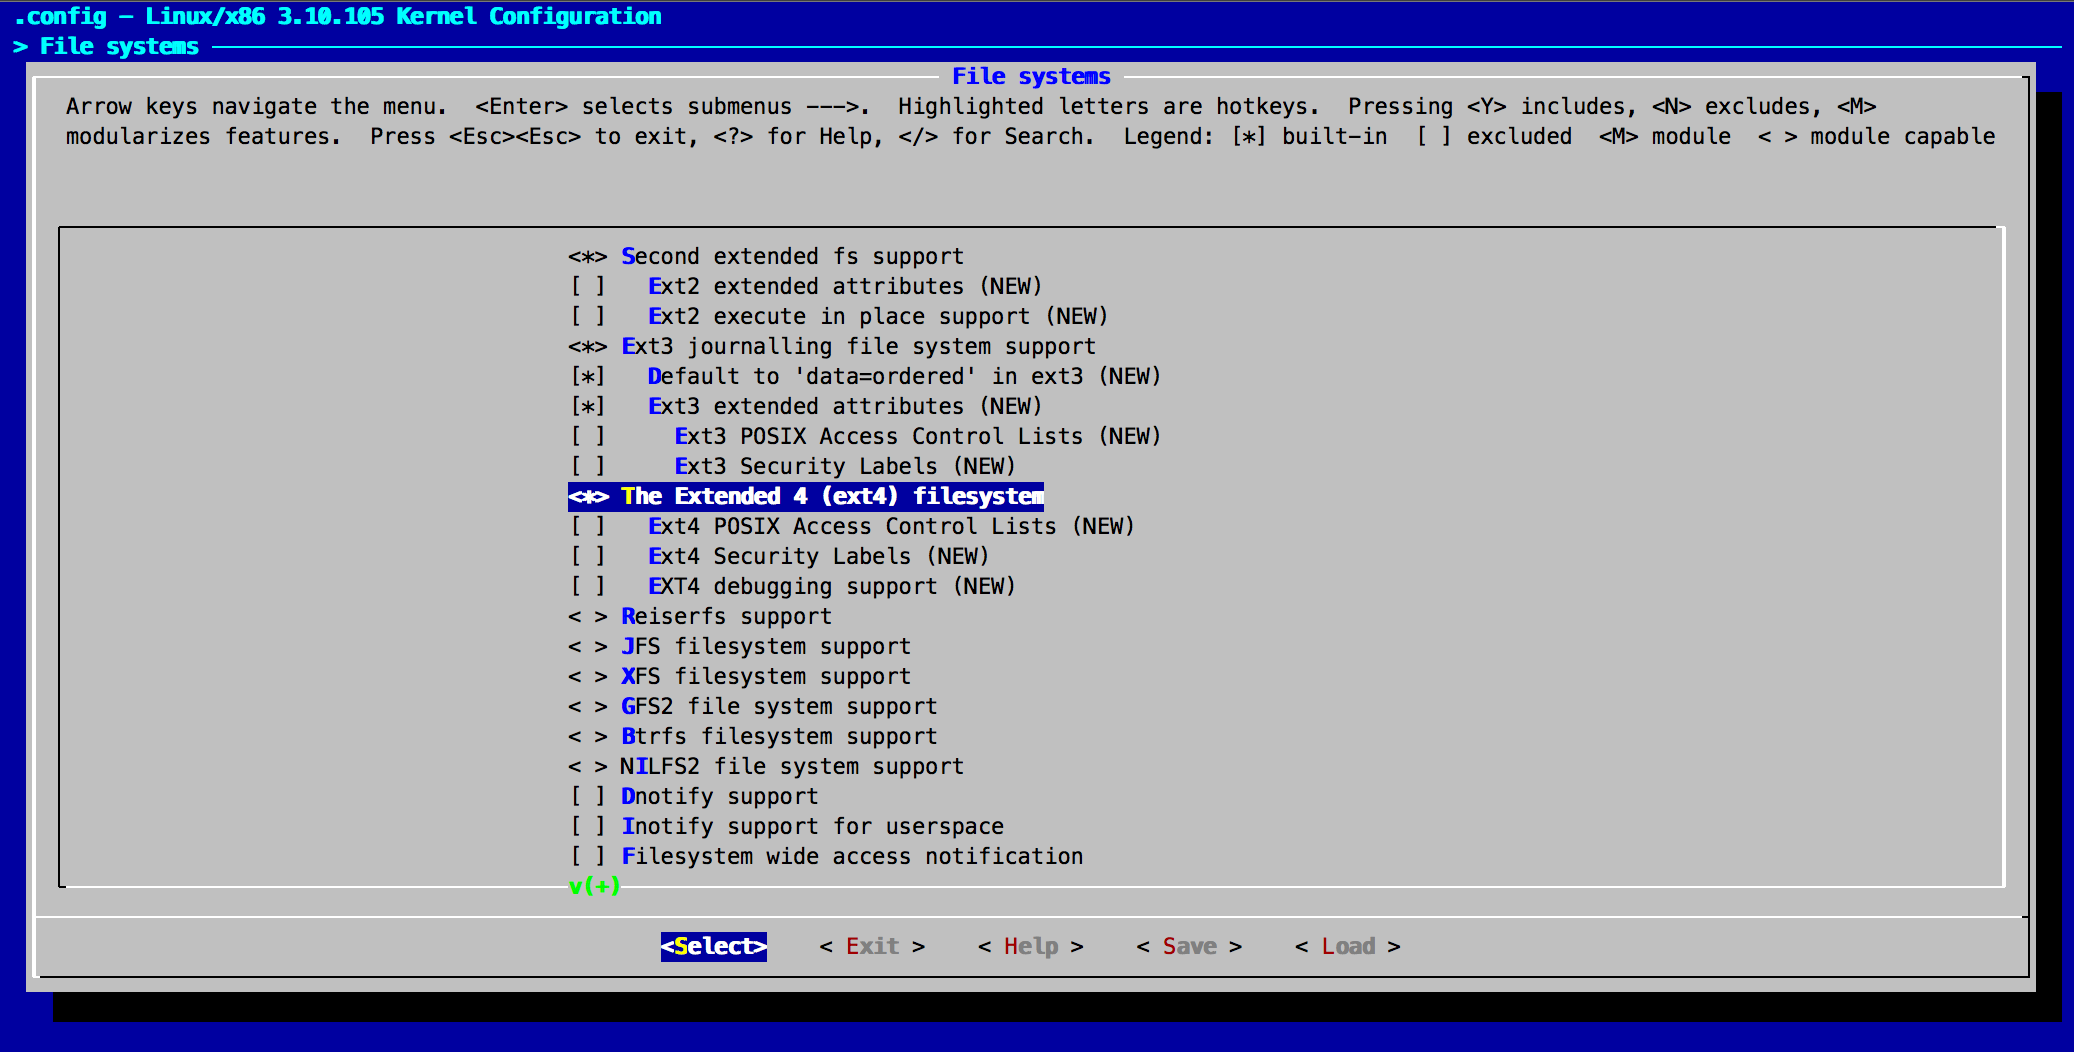 .config - Linux/x86 3.10.105 Kernel Configuration
> File systems
File systems
Arrow keys navigate the menu.  <Enter> selects submenus --->.  Highlighted letters are hotkeys.  Pressing <Y> includes, <N> excludes, <M>
modularizes features.  Press <Esc><Esc> to exit, <?> for Help, </> for Search.  Legend: [*] built-in  [ ] excluded  <M> module  < > module capable
<*> Second extended fs support
[ ]   Ext2 extended attributes (NEW)
[ ]   Ext2 execute in place support (NEW)
<*> Ext3 journalling file system support
[*]   Default to 'data=ordered' in ext3 (NEW)
[*]   Ext3 extended attributes (NEW)
[ ]     Ext3 POSIX Access Control Lists (NEW)
[ ]     Ext3 Security Labels (NEW)
<*> The Extended 4 (ext4) filesystem
[ ]   Ext4 POSIX Access Control Lists (NEW)
[ ]   Ext4 Security Labels (NEW)
[ ]   EXT4 debugging support (NEW)
< > Reiserfs support
< > JFS filesystem support
< > XFS filesystem support
< > GFS2 file system support
< > Btrfs filesystem support
< > NILFS2 file system support
[ ] Dnotify support
[ ] Inotify support for userspace
[ ] Filesystem wide access notification
v(+)
<Select>    < Exit >    < Help >    < Save >    < Load >